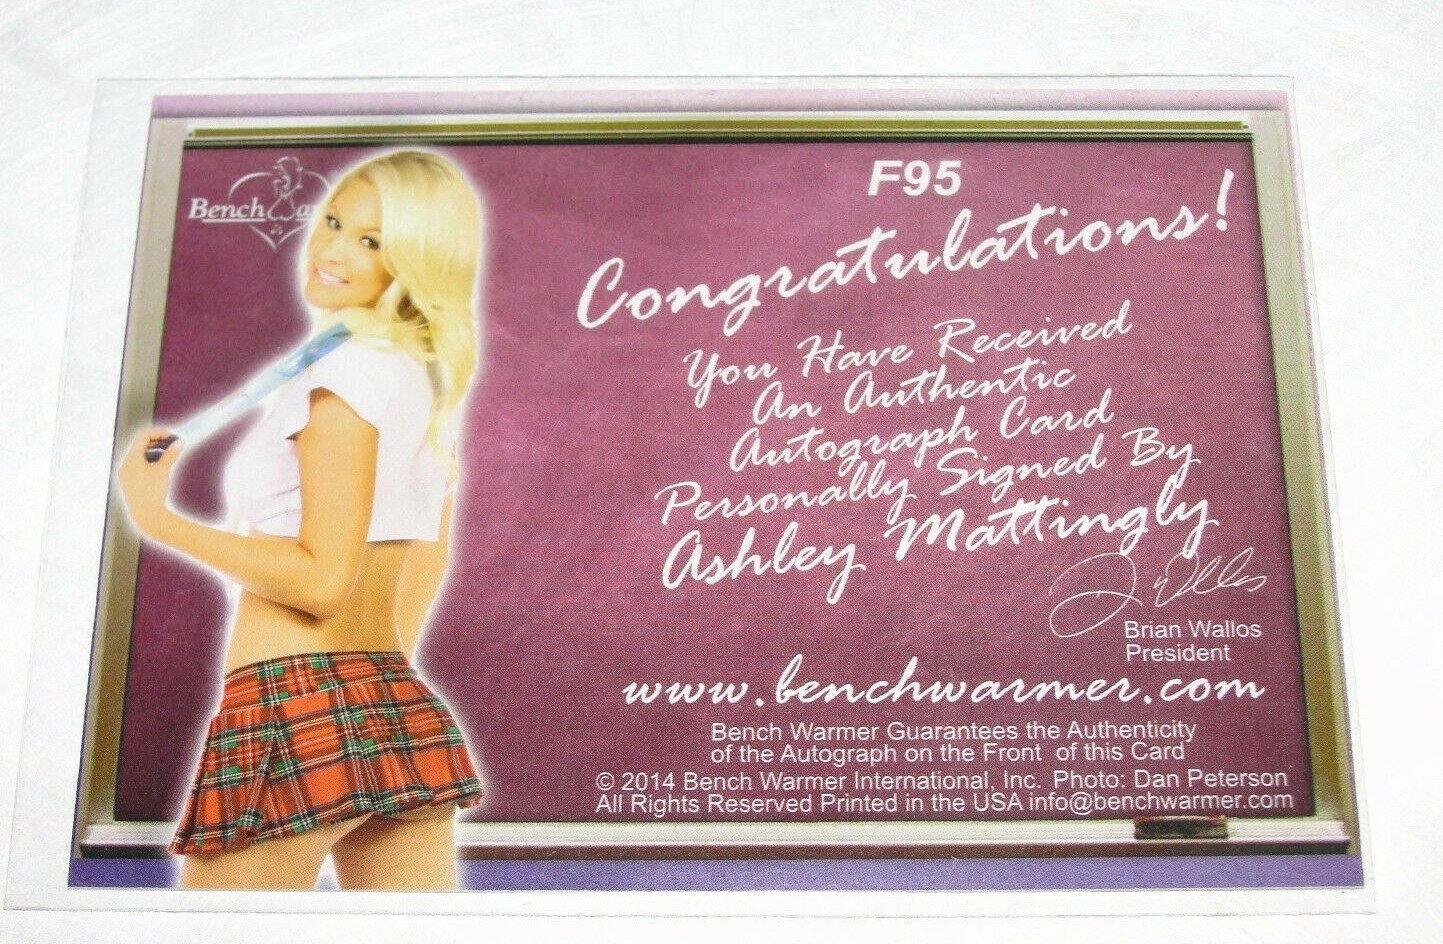 Bench Wa
F95
Congratulations!
You Have Received
An Authentic
Autograph Card
Personally Signed By
Ashley Mattingly
Brian Wallos
President
www.benchwarmer.com
Bench Warmer Guarantees the Authenticity
of the Autograph on the Front of this Card
© 2014 Bench Warmer International, Inc. Photo: Dan Peterson
All Rights Reserved Printed in the USA info@benchwarmer.com